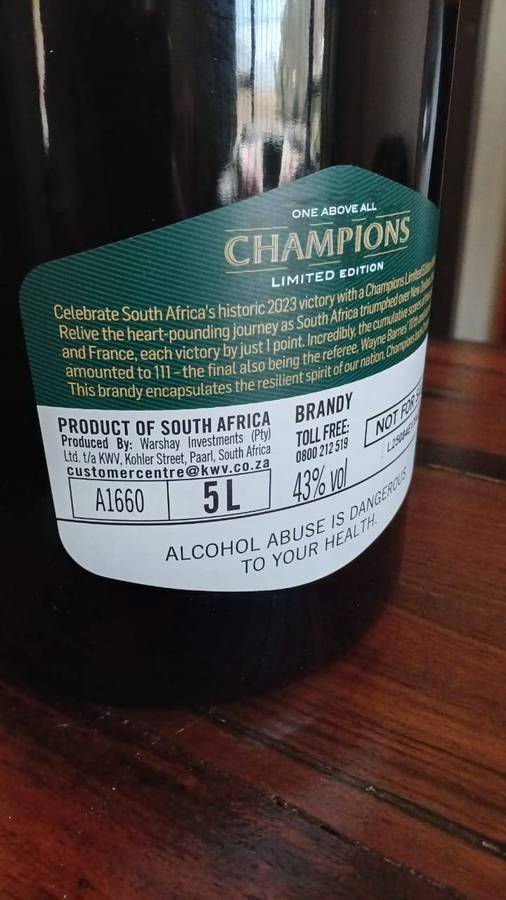 ONE ABOVE ALL
CHAMPIONS
LIMITED EDITION
Celebrate South Africa's historic 2023 victory with a Champions Limited
Relive the heart-pounding journey as South Africa triumphed over New
and France, each victory by just 1 point. Incredibly, the cumulative
amounted to 111 – the final also being the referee, Wayne Barnes'
This brandy encapsulates the resilient spirit of our nation.
PRODUCT OF SOUTH AFRICA
Produced By: Warshay Investments (Pty)
Ltd. t/a KWV, Kohler Street, Paarl, South Africa
customercentre@kwv.co.za
A1660
5L
BRANDY
TOLL FREE:
0800 212 519
43% vol
NOT FOR
ALCOHOL ABUSE IS DANGEROUS
TO YOUR HEALTH.